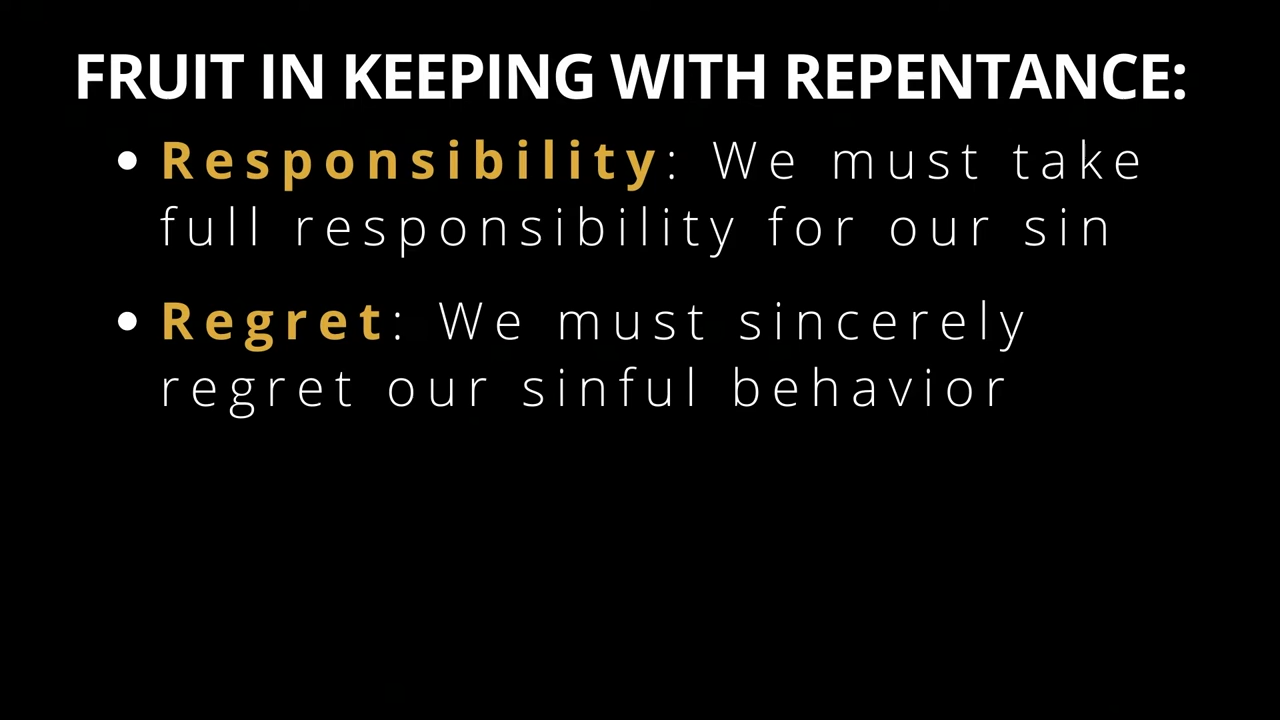 FRUIT IN KEEPING WITH REPENTANCE:
• Responsibility: We must take
full responsibility for our sin
• Regret: We must sincerely
regret our sinful behavior